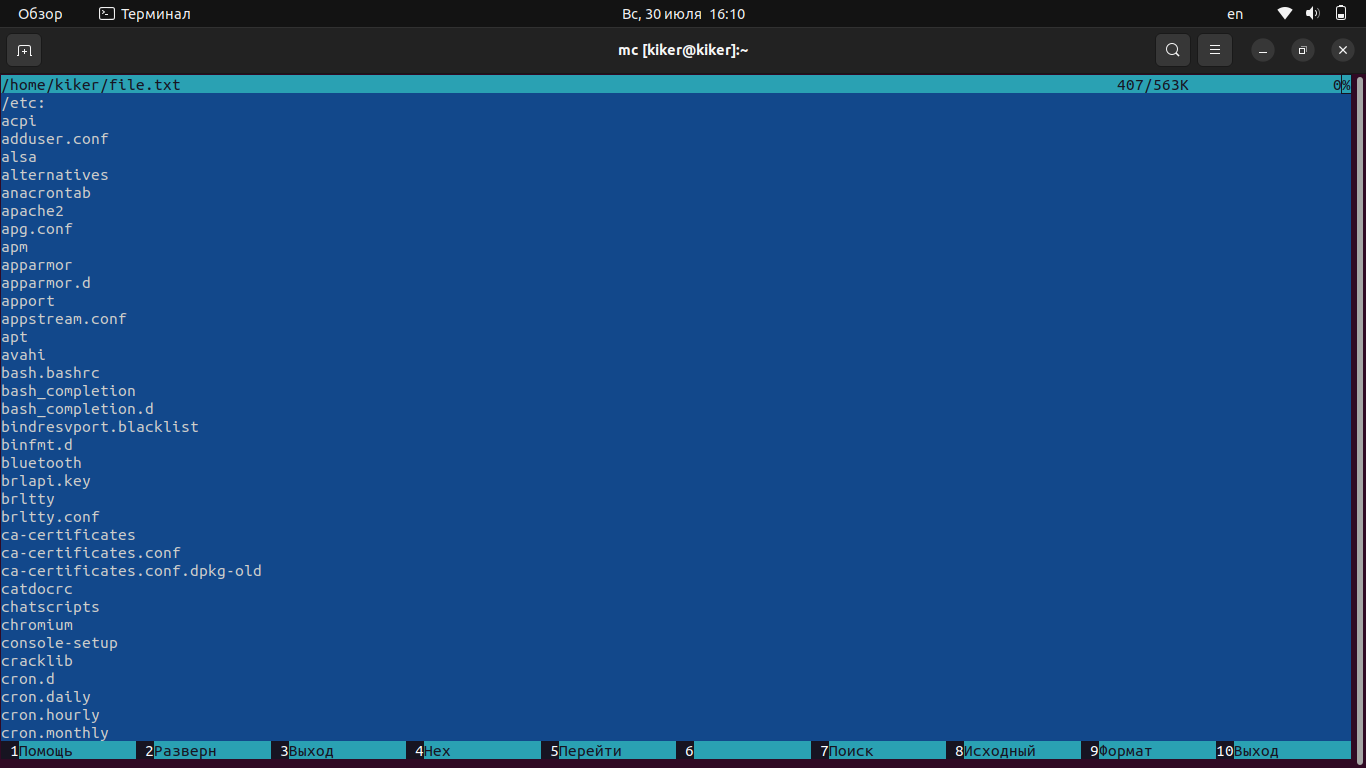 Обзор Терминал Вс, 30 июля 16:10 en
mc [kiker@kiker]:~
/home/kiker/file.txt 407/563K 0%
/etc:
acpi
adduser.conf
alsa
alternatives
anacrontab
apache2
apg.conf
apm
apparmor
apparmor.d
apport
appstream.conf
apt
avahi
bash.bashrc
bash_completion
bash_completion.d
bindresvport.blacklist
binfmt.d
bluetooth
brlapi.key
brltty
brltty.conf
ca-certificates
ca-certificates.conf
ca-certificates.conf.dpkg-old
catdocrc
chatscripts
chromium
console-setup
cracklib
cron.d
cron.daily
cron.hourly
cron.monthly
1Помощь 2Разверн 3Выход 4Hex 5Перейти 6 7Поиск 8Исходный 9Формат 10Выход